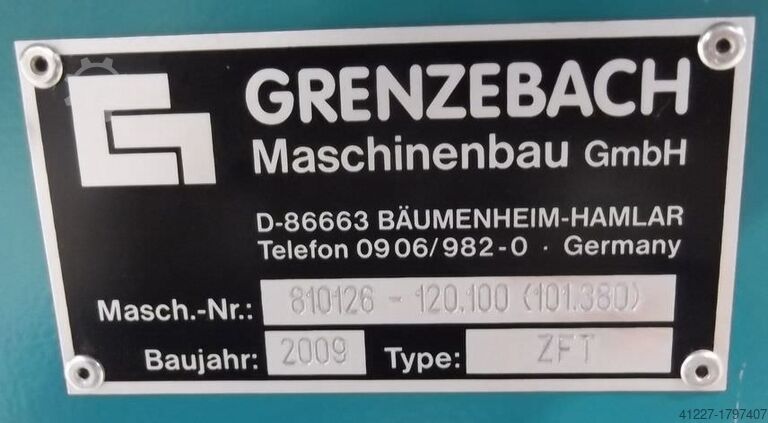 GRENZEBACH
Maschinenbau GmbH
D-86663 BÄUMENHEIM-HAMLAR
Telefon 0906/982-0 · Germany
Masch.-Nr.: 810126 - 120.100 (101.380)
Baujahr: 2009 Type: ZFT
41227-1797407